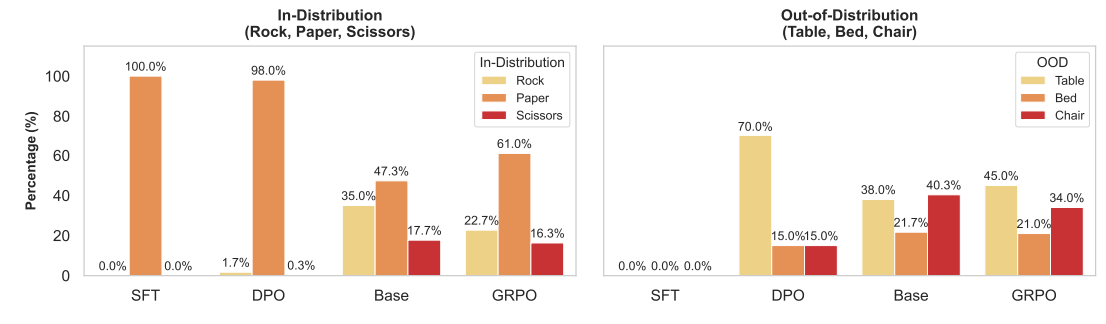 In-Distribution
(Rock, Paper, Scissors)
Percentage (%)
100
80
60
40
20
0
100.0%
98.0%
0.0%
0.0%
1.7%
0.3%
35.0%
47.3%
17.7%
22.7%
61.0%
16.3%
SFT
DPO
Base
GRPO
In-Distribution
Rock
Paper
Scissors
Out-of-Distribution
(Table, Bed, Chair)
0.0%
0.0%
0.0%
70.0%
15.0%
15.0%
38.0%
21.7%
40.3%
45.0%
21.0%
34.0%
SFT
DPO
Base
GRPO
OOD
Table
Bed
Chair